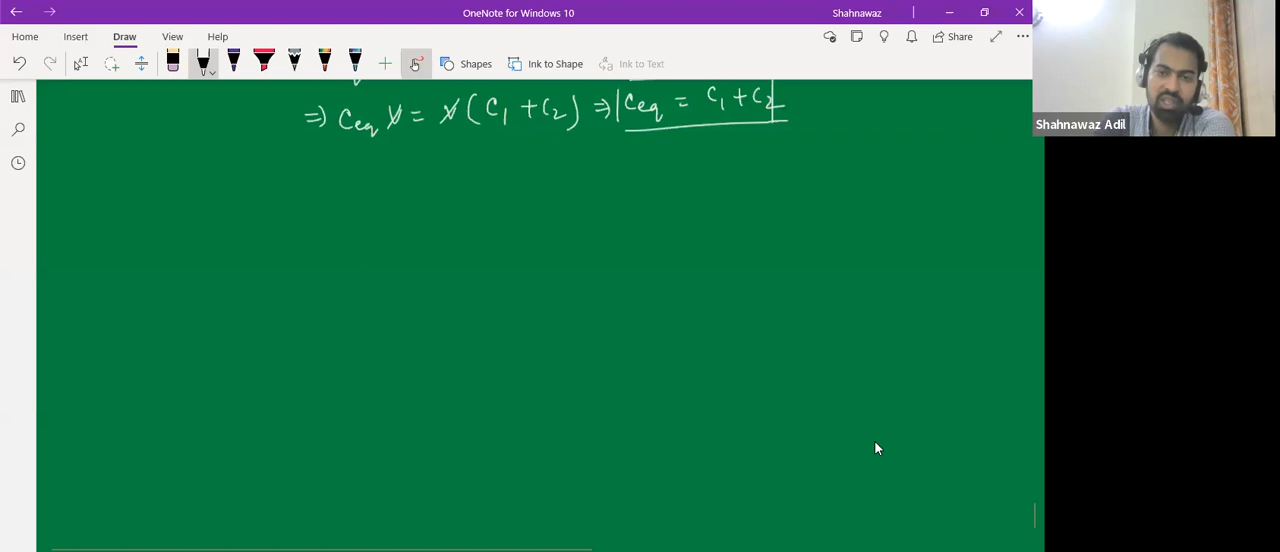 OneNote for Windows 10
Shahnawaz
Home Insert Draw View Help
Share
Shapes Ink to Shape Ink to Text
⇒ Ceq V = V (C₁ + C₂) ⇒ Ceq = C₁ + C₂
Shahnawaz Adil